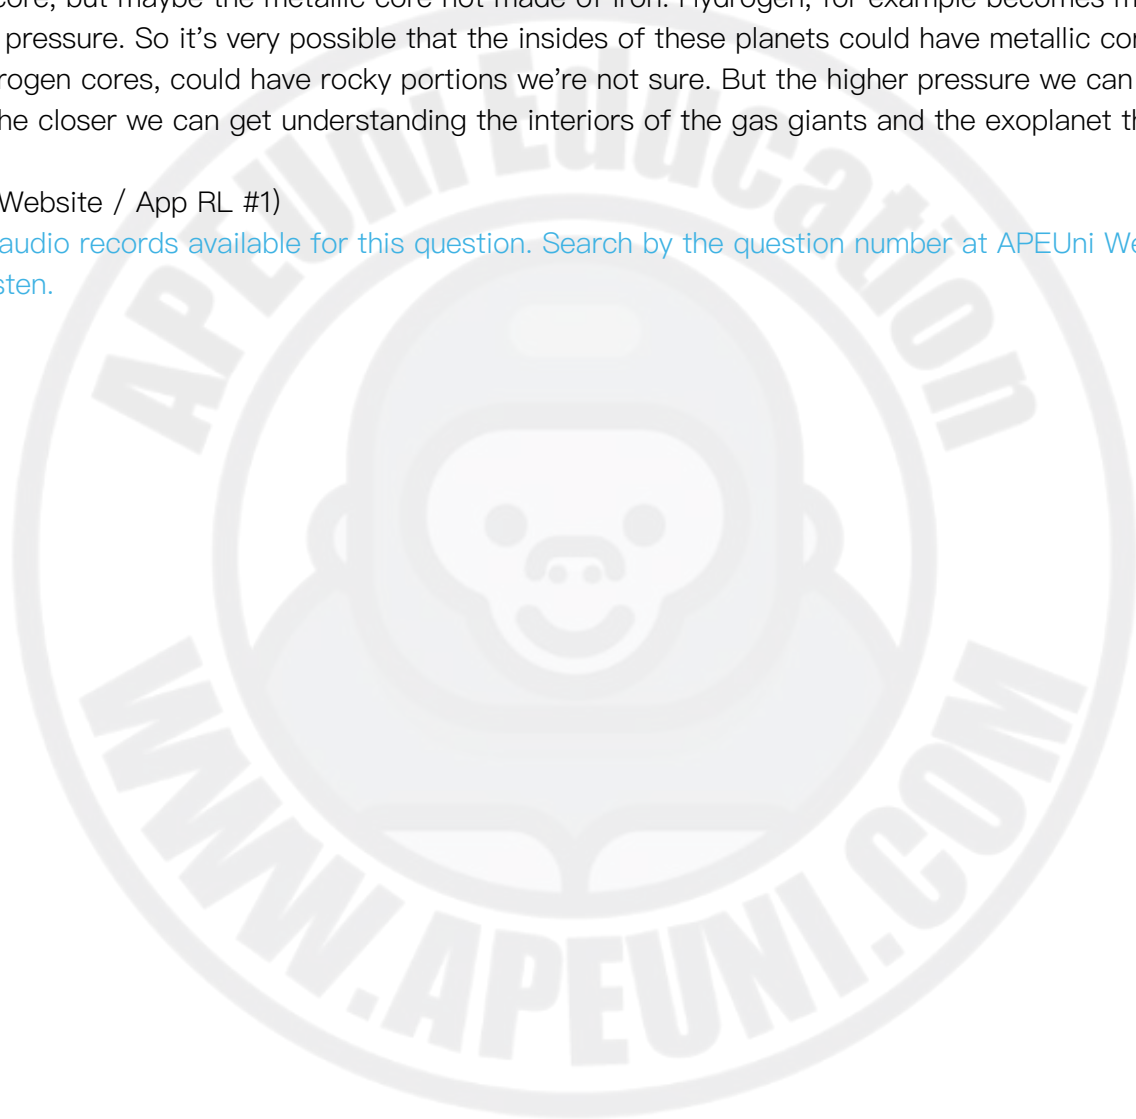 core, but maybe the metallic core not made of iron. Hydrogen, for example becomes m
pressure. So it's very possible that the insides of these planets could have metallic cor
rogen cores, could have rocky portions we're not sure. But the higher pressure we can
he closer we can get understanding the interiors of the gas giants and the exoplanet th
Website / App RL #1)
audio records available for this question. Search by the question number at APEUni We
sten.
APEUni Education
WWW.APEUNI.COM